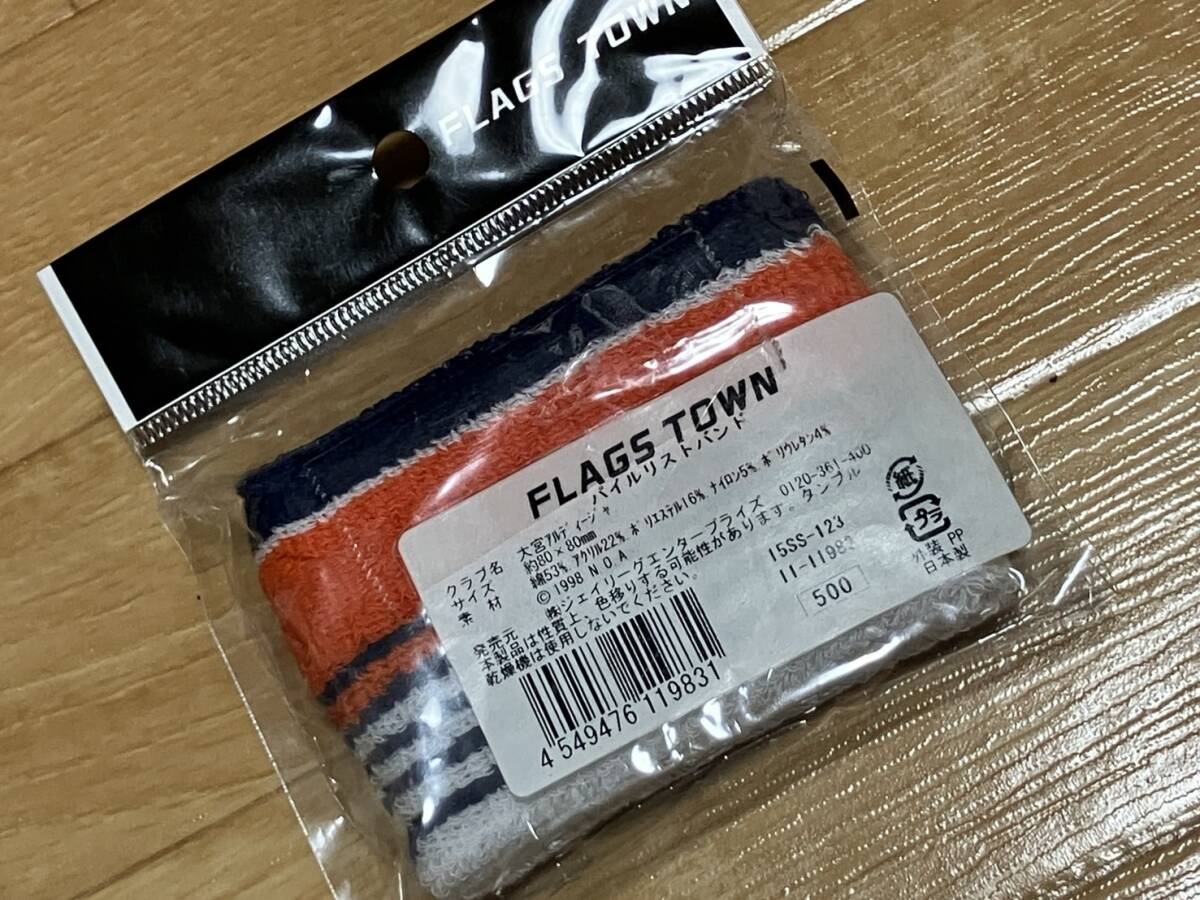 FLAGS TOWN
FLAGS TOWN
パイルリストバンド
クラブ名 大宮アルディージャ
サイズ 約80×80mm
素材 綿53% アクリル22% ポリエステル16% ナイロン5% ポリウレタン4%
© 1998 N O A
発売元 ㈱ジェイリーグエンタープライズ 0120-361-400
本製品は性質上、色移りする可能性があります。タンブル
乾燥機は使用しないでください。
15SS-123
11-11983
500
4 549476 119831
紙
プラ
外装 PP
日本製